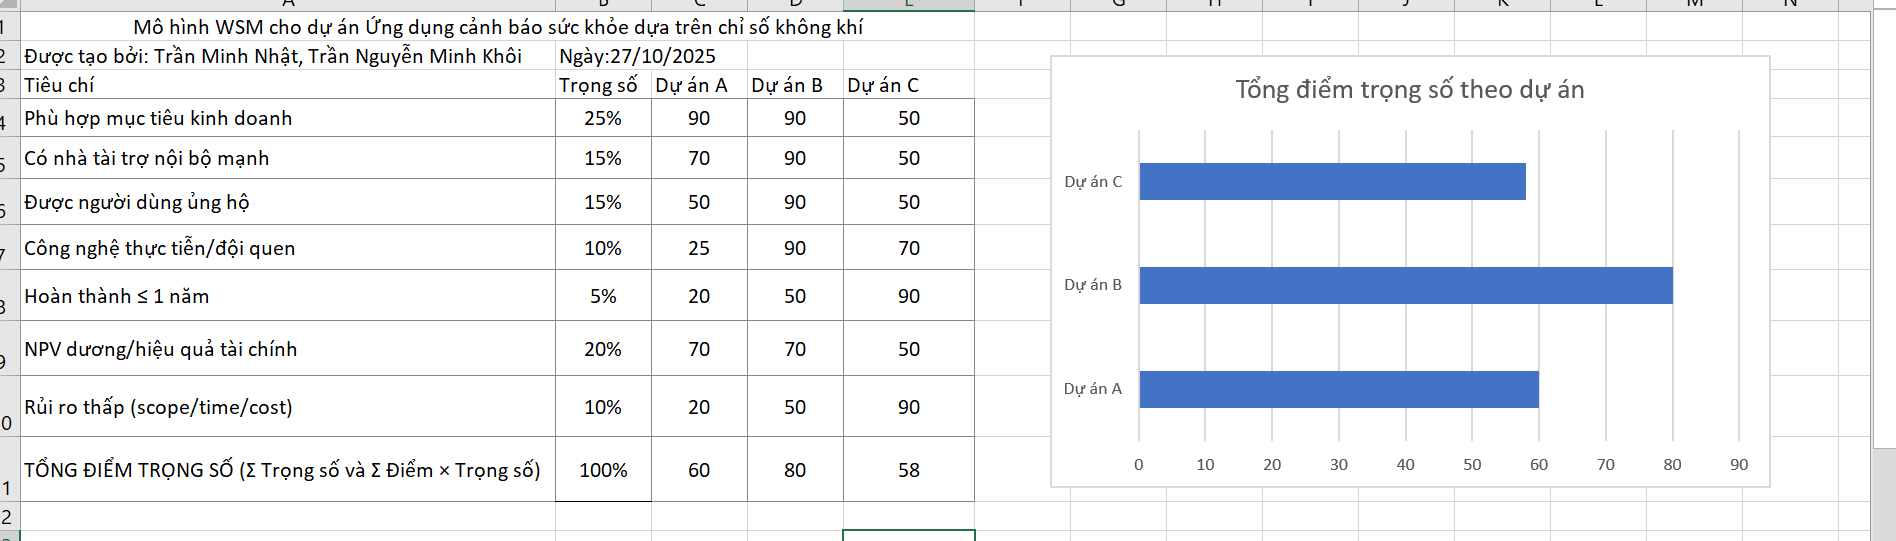 Mô hình WSM cho dự án Ứng dụng cảnh báo sức khỏe dựa trên chỉ số không khí
Được tạo bởi: Trần Minh Nhật, Trần Nguyễn Minh Khôi Ngày:27/10/2025
Tiêu chí Trọng số Dự án A Dự án B Dự án C
Phù hợp mục tiêu kinh doanh 25% 90 90 50
Có nhà tài trợ nội bộ mạnh 15% 70 90 50
Được người dùng ủng hộ 15% 50 90 50
Công nghệ thực tiễn/đội quen 10% 25 90 70
Hoàn thành ≤ 1 năm 5% 20 50 90
NPV dương/hiệu quả tài chính 20% 70 70 50
Rủi ro thấp (scope/time/cost) 10% 20 50 90
TỔNG ĐIỂM TRỌNG SỐ (Σ Trọng số và Σ Điểm × Trọng số) 100% 60 80 58
Tổng điểm trọng số theo dự án
Dự án C
Dự án B
Dự án A
0 10 20 30 40 50 60 70 80 90